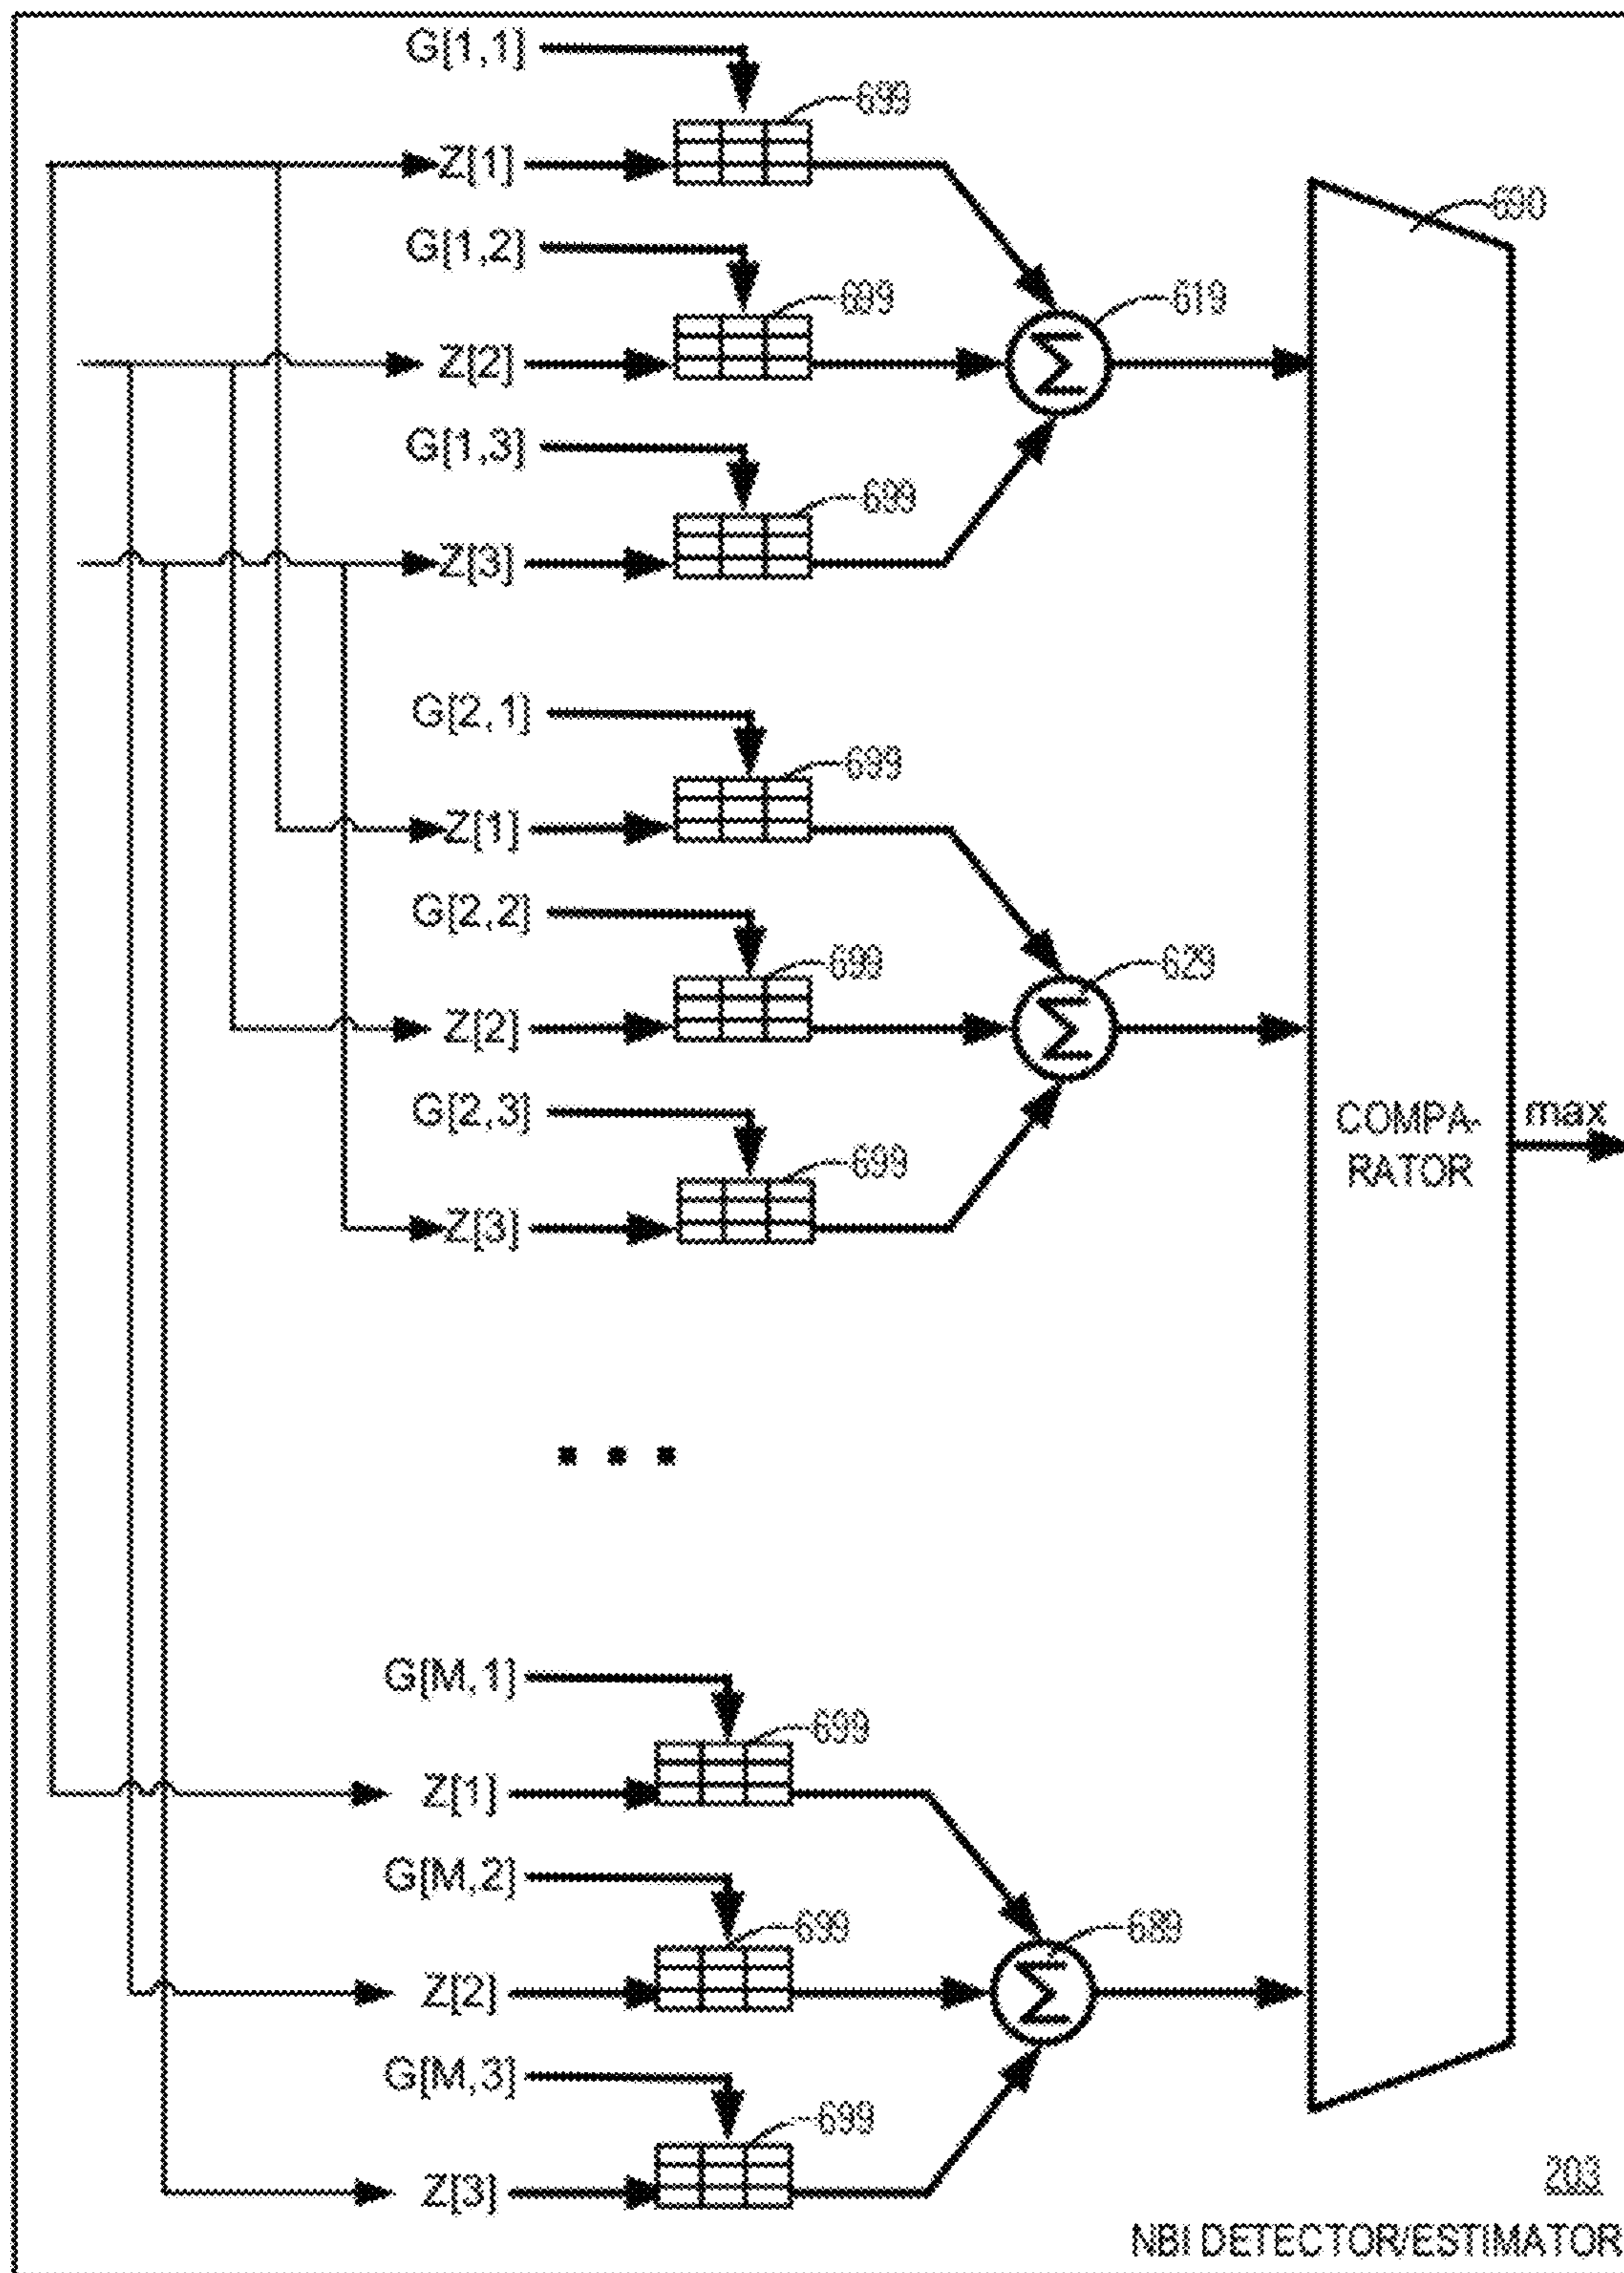 G[1,1]
699
Z[1]
690
G[1,2]
699
619
Z[2]
G[1,3]
699
Z[3]
G[2,1]
699
Z[1]
G[2,2]
699
629
Z[2]
G[2,3]
699
Z[3]
COMPA-
RATOR
max
G[M,1]
699
Z[1]
G[M,2]
699
689
Z[2]
G[M,3]
699
Z[3]
203
NBI DETECTOR/ESTIMATOR